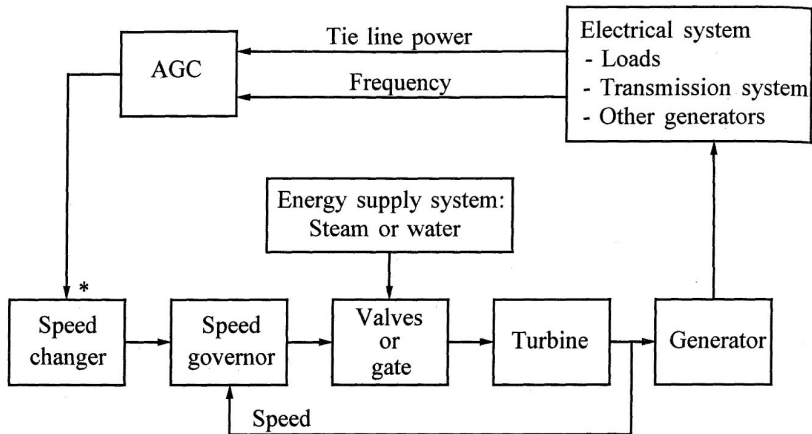 Tie line power
AGC
Frequency
Electrical system
- Loads
- Transmission system
- Other generators
Energy supply system:
Steam or water
*
Speed
changer
Speed
governor
Valves
or
gate
Turbine
Generator
Speed